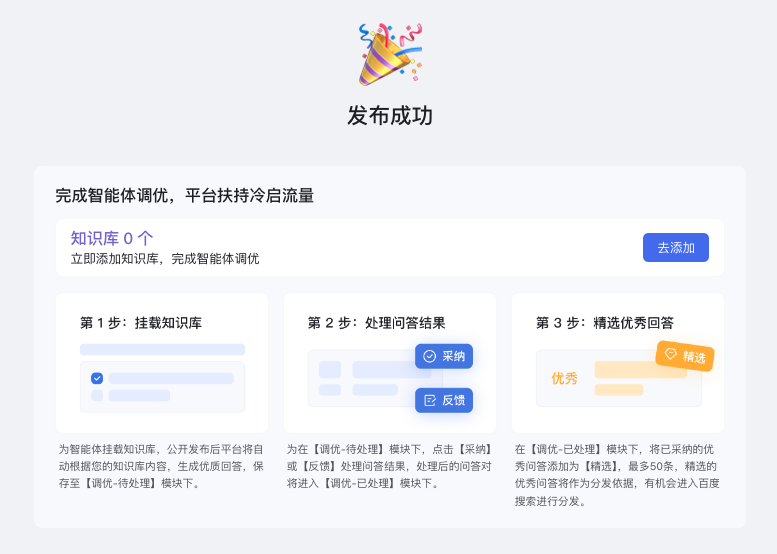 发布成功
完成智能体调优，平台扶持冷启流量
知识库 0 个
立即添加知识库，完成智能体调优
去添加
第 1 步：挂载知识库
第 2 步：处理问答结果
采纳
反馈
第 3 步：精选优秀回答
精选
优秀
为智能体挂载知识库，公开发布后平台将自
动根据您的知识库内容，生成优质回答，保
存至【调优-待处理】模块下。
为在【调优-待处理】模块下，点击【采纳】
或【反馈】处理问答结果，处理后的问答对
将进入【调优-已处理】模块下。
在【调优-已处理】模块下，将已采纳的优
秀问答添加为【精选】，最多50条，精选的
优秀问答将作为分发依据，有机会进入百度
搜索进行分发。